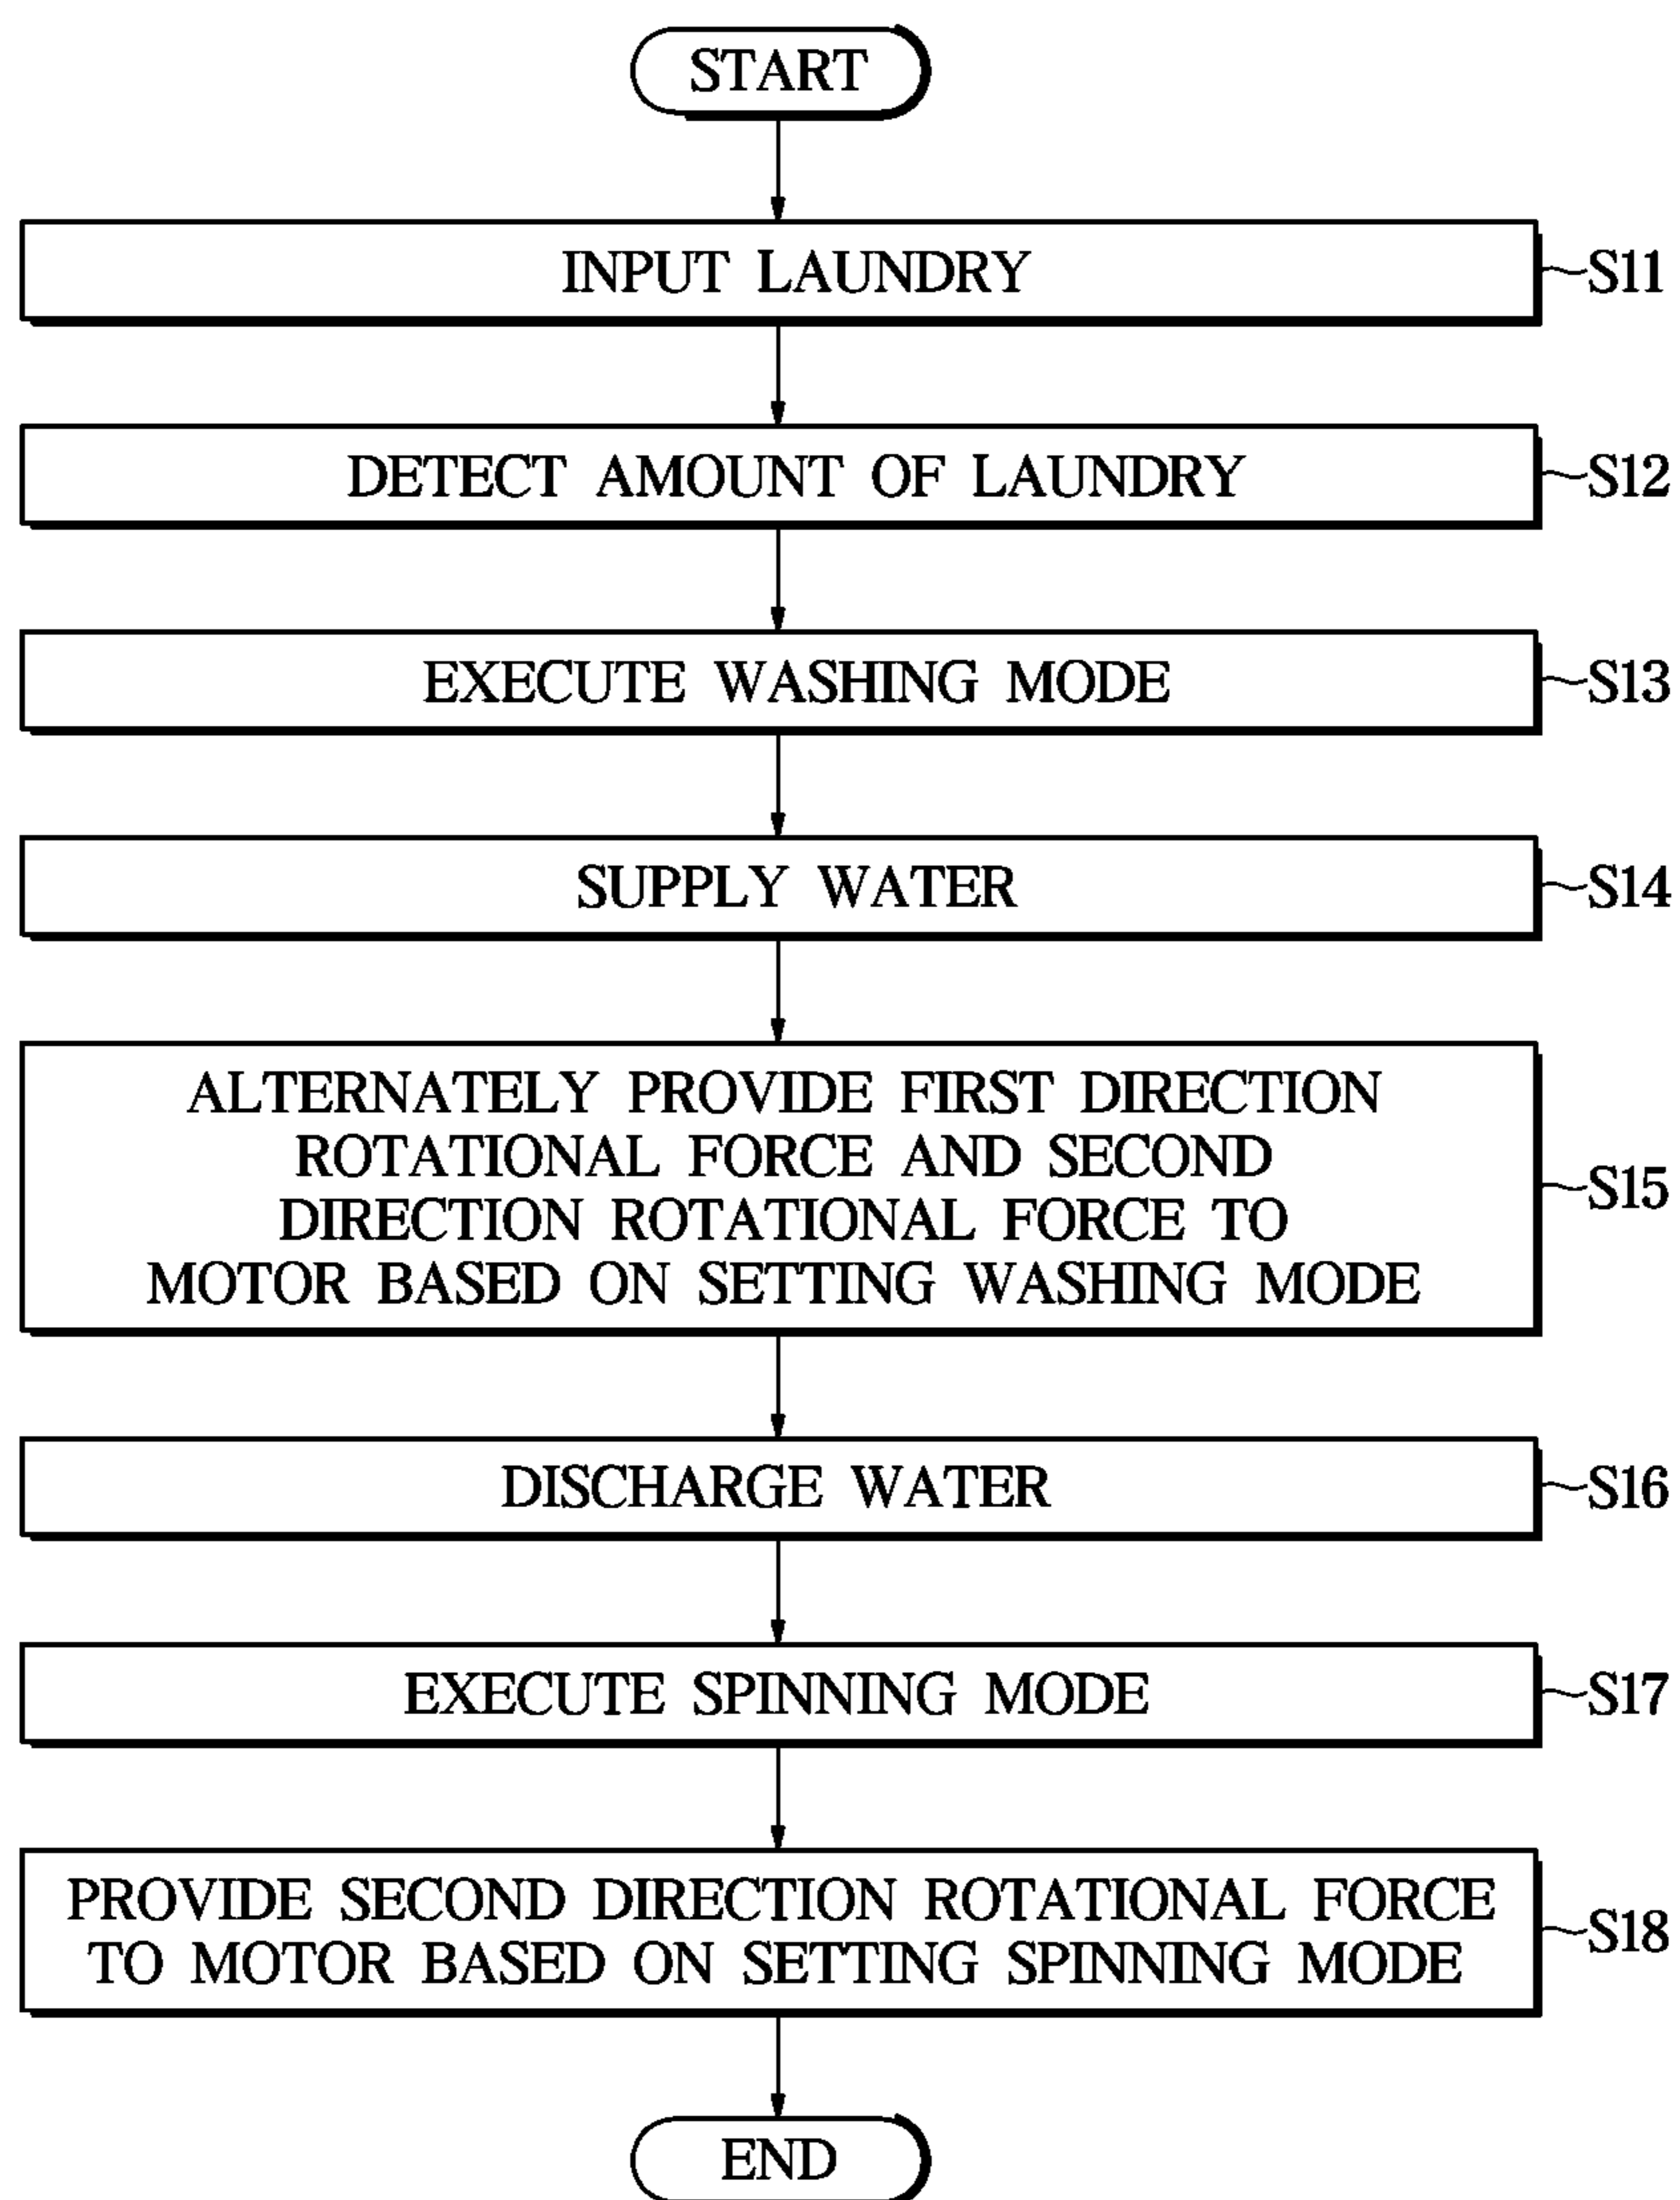 START
INPUT LAUNDRY
S11
DETECT AMOUNT OF LAUNDRY
S12
EXECUTE WASHING MODE
S13
SUPPLY WATER
S14
ALTERNATELY PROVIDE FIRST DIRECTION
ROTATIONAL FORCE AND SECOND
DIRECTION ROTATIONAL FORCE TO
MOTOR BASED ON SETTING WASHING MODE
S15
DISCHARGE WATER
S16
EXECUTE SPINNING MODE
S17
PROVIDE SECOND DIRECTION ROTATIONAL FORCE
TO MOTOR BASED ON SETTING SPINNING MODE
S18
END